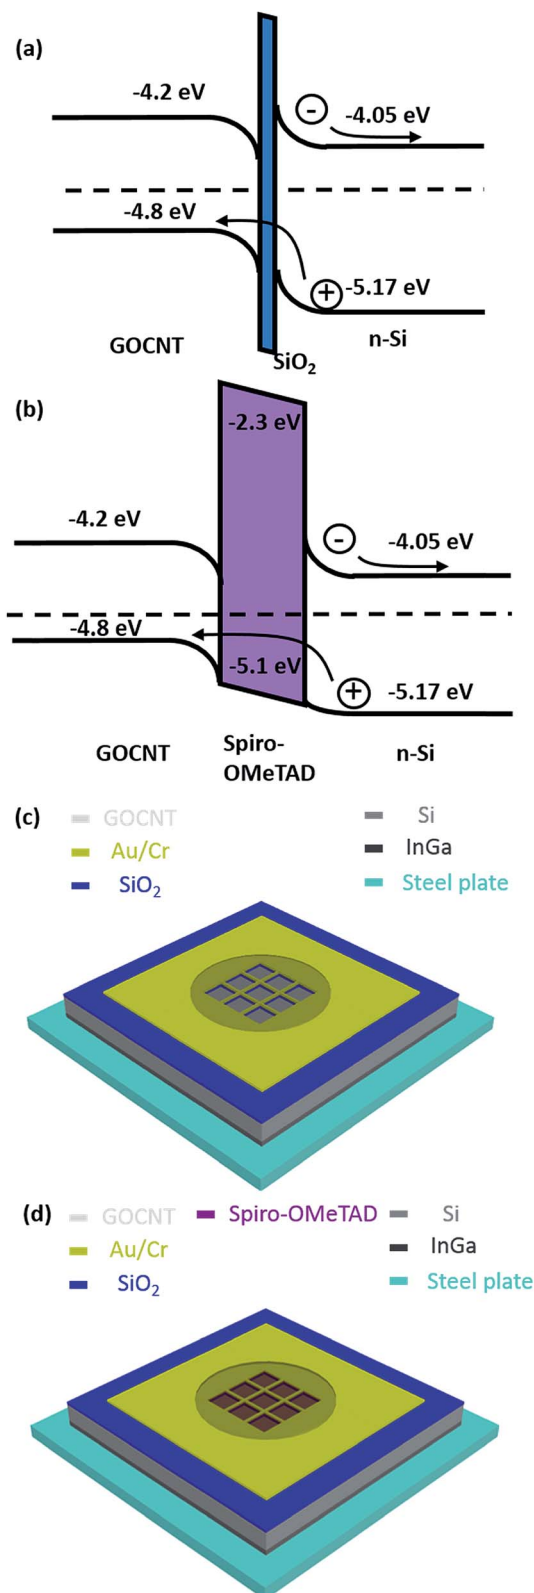 (a)
-4.2 eV
-
-4.05 eV
-4.8 eV
+
-5.17 eV
GOCNT
SiO₂
n-Si
(b)
-2.3 eV
-4.2 eV
-
-4.05 eV
-4.8 eV
-5.1 eV
+
-5.17 eV
GOCNT
Spiro-
OMeTAD
n-Si
(c)
GOCNT
Si
Au/Cr
InGa
SiO₂
Steel plate
(d)
GOCNT
Spiro-OMeTAD
Si
Au/Cr
InGa
SiO₂
Steel plate